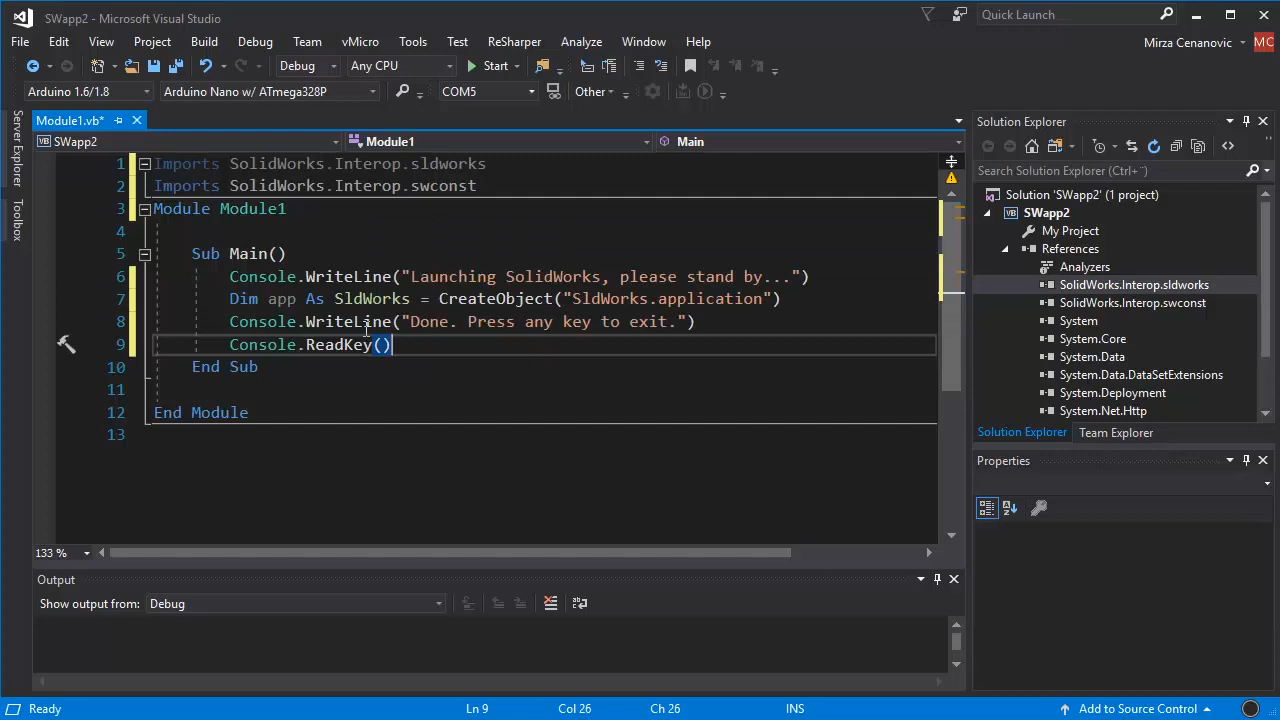 SWapp2 - Microsoft Visual Studio
Quick Launch
File Edit View Project Build Debug Team vMicro Tools Test ReSharper Analyze Window Help
Mirza Cenanovic MC
Debug Any CPU Start
Arduino 1.6/1.8 Arduino Nano w/ ATmega328P COM5 Other
Server Explorer
Toolbox
Module1.vb*
VB SWapp2 Module1 Main
1 Imports SolidWorks.Interop.sldworks
2 Imports SolidWorks.Interop.swconst
3 Module Module1
4
5 Sub Main()
6 Console.WriteLine("Launching SolidWorks, please stand by...")
7 Dim app As SldWorks = CreateObject("SldWorks.application")
8 Console.WriteLine("Done. Press any key to exit.")
9 Console.ReadKey()
10 End Sub
11
12 End Module
13
133 %
Solution Explorer
Search Solution Explorer (Ctrl+¨)
Solution 'SWapp2' (1 project)
VB SWapp2
My Project
References
Analyzers
SolidWorks.Interop.sldworks
SolidWorks.Interop.swconst
System
System.Core
System.Data
System.Data.DataSetExtensions
System.Deployment
System.Net.Http
Solution Explorer Team Explorer
Properties
Output
Show output from: Debug
Ready Ln 9 Col 26 Ch 26 INS Add to Source Control